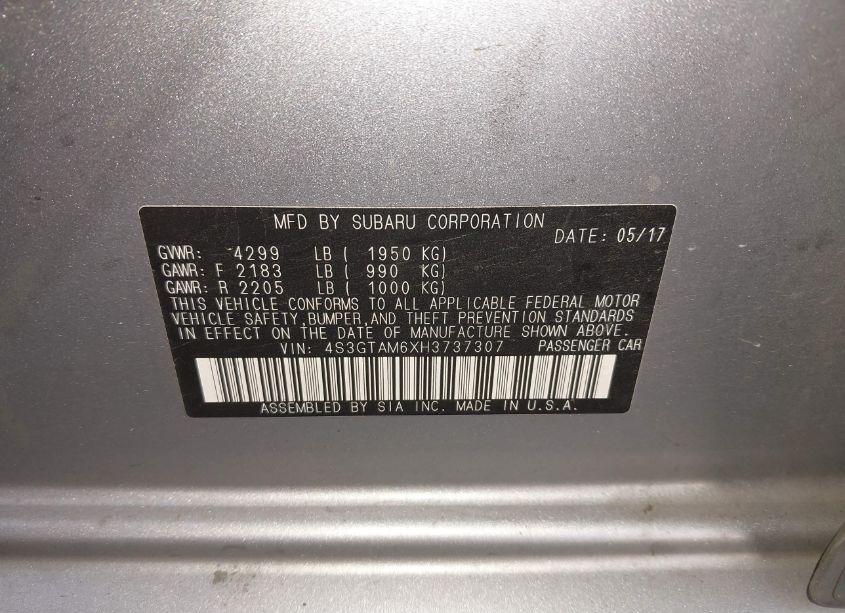 MFD BY SUBARU CORPORATION
DATE: 05/17
GVWR: 4299 LB ( 1950 KG)
GAWR: F 2183 LB ( 990 KG)
GAWR: R 2205 LB ( 1000 KG)
THIS VEHICLE CONFORMS TO ALL APPLICABLE FEDERAL MOTOR
VEHICLE SAFETY,BUMPER,AND THEFT PREVENTION STANDARDS
IN EFFECT ON THE DATE OF MANUFACTURE SHOWN ABOVE.
VIN: 4S3GTAM6XH3737307 PASSENGER CAR
ASSEMBLED BY SIA INC. MADE IN U.S.A.